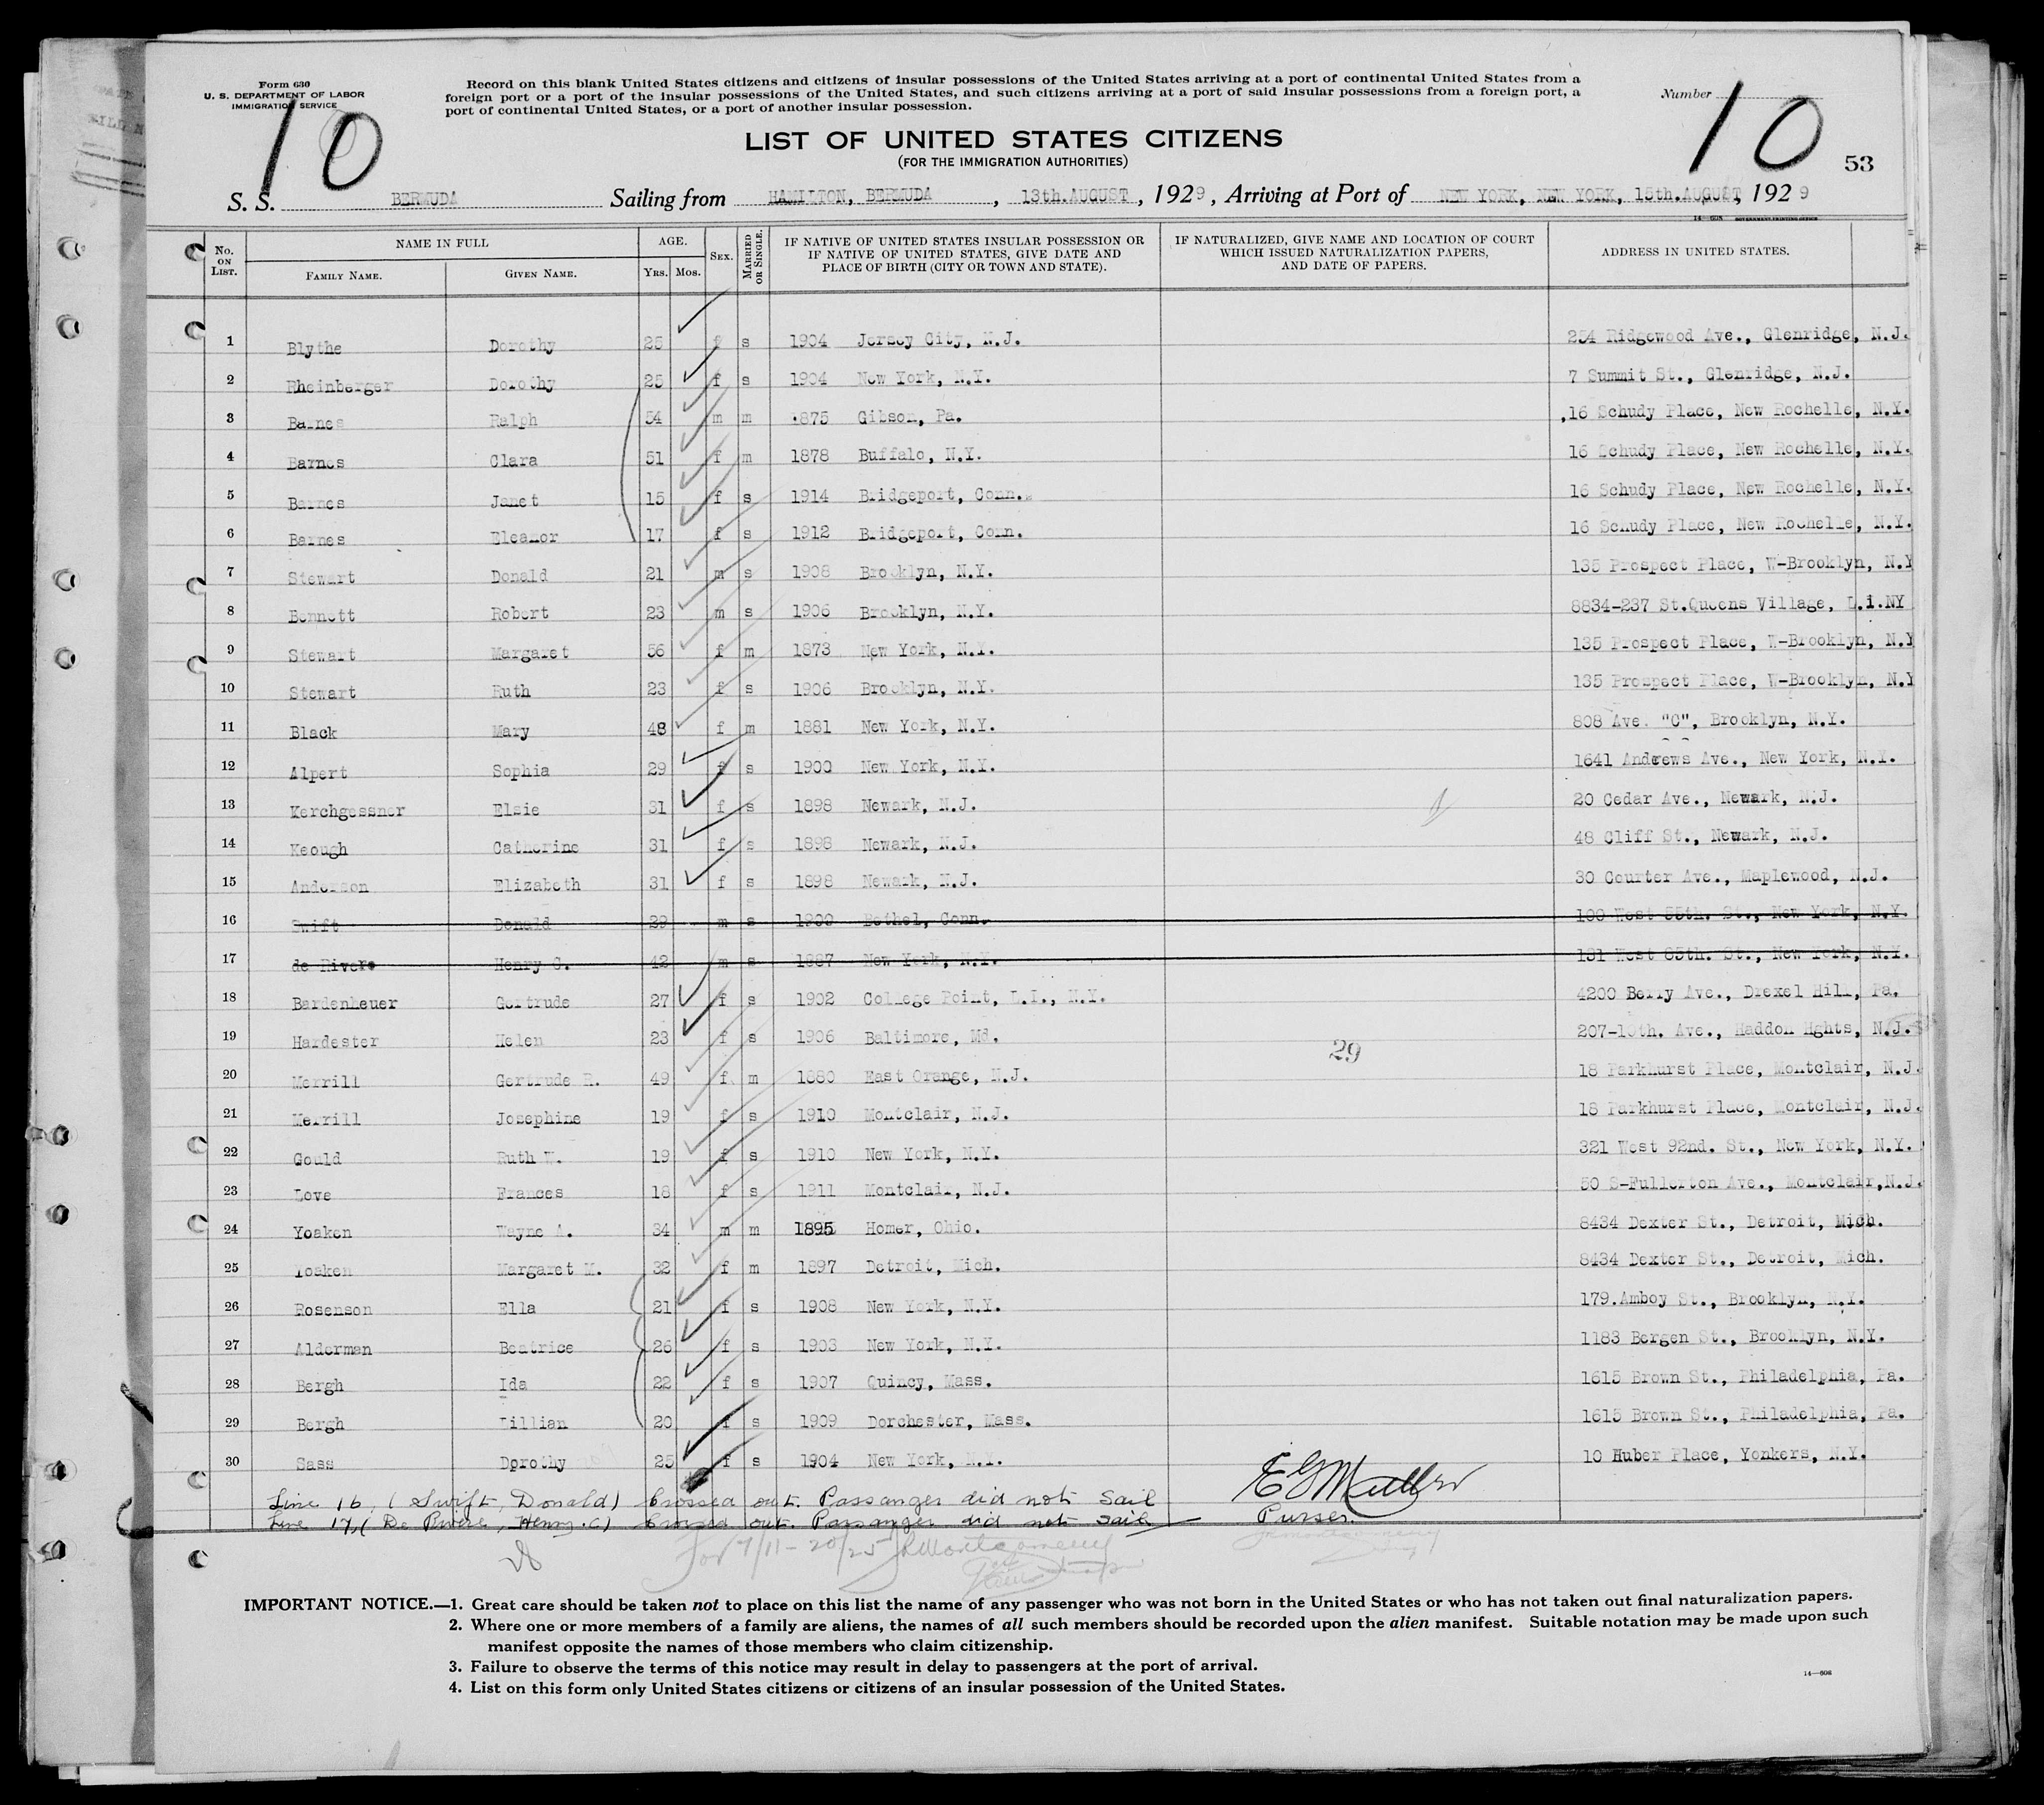 Form 630
U. S. DEPARTMENT OF LABOR
IMMIGRATION SERVICE
Record on this blank United States citizens and citizens of insular possessions of the United States arriving at a port of continental United States from a
foreign port or a port of the insular possessions of the United States, and such citizens arriving at a port of said insular possessions from a foreign port, a
port of continental United States, or a port of another insular possession.
Number
10
10
53
LIST OF UNITED STATES CITIZENS
(FOR THE IMMIGRATION AUTHORITIES)
S. S. BERMUDA Sailing from HAMILTON, BERMUDA, 13th.AUGUST, 1929, Arriving at Port of NEW YORK, NEW YORK, 15th.AUGUST, 1929
14—608 GOVERNMENT PRINTING OFFICE
No. ON LIST. NAME IN FULL FAMILY NAME. GIVEN NAME. AGE. YRS. MOS. SEX. MARRIED OR SINGLE. IF NATIVE OF UNITED STATES INSULAR POSSESSION OR IF NATIVE OF UNITED STATES, GIVE DATE AND PLACE OF BIRTH (CITY OR TOWN AND STATE). IF NATURALIZED, GIVE NAME AND LOCATION OF COURT WHICH ISSUED NATURALIZATION PAPERS, AND DATE OF PAPERS. ADDRESS IN UNITED STATES.
1 Blythe Dorothy 25 f s 1904 Jersey City, N.J. 254 Ridgewood Ave., Glenridge, N.J.
2 Rheinberger Dorothy 25 f s 1904 New York, N.Y. 7 Summit St., Glenridge, N.J.
3 Barnes Ralph 54 m m 1875 Gibson, Pa. 16 Schudy Place, New Rochelle, N.Y.
4 Barnes Clara 51 f m 1878 Buffalo, N.Y. 16 Schudy Place, New Rochelle, N.Y.
5 Barnes Janet 15 f s 1914 Bridgeport, Conn. 16 Schudy Place, New Rochelle, N.Y.
6 Barnes Eleanor 17 f s 1912 Bridgeport, Conn. 16 Schudy Place, New Rochelle, N.Y.
7 Stewart Donald 21 m s 1908 Brooklyn, N.Y. 135 Prospect Place, W-Brooklyn, N.Y
8 Bennett Robert 23 m s 1906 Brooklyn, N.Y. 8834-237 St.Queens Village, L.i.NY
9 Stewart Margaret 56 f m 1873 New York, N.Y. 135 Prospect Place, W-Brooklyn, N.Y
10 Stewart Ruth 23 f s 1906 Brooklyn, N.Y. 135 Prospect Place, W-Brooklyn, N.Y
11 Black Mary 48 f m 1881 New York, N.Y. 808 Ave. "C", Brooklyn, N.Y.
12 Alpert Sophia 29 f s 1900 New York, N.Y. 1641 Andrews Ave., New York, N.Y.
13 Kerchgessner Elsie 31 f s 1898 Newark, N.J. 20 Cedar Ave., Newark, N.J.
14 Keough Catherine 31 f s 1898 Newark, N.J. 48 Cliff St., Newark, N.J.
15 Anderson Elizabeth 31 f s 1898 Newark, N.J. 30 Courter Ave., Maplewood, N.J.
16 Swift Donald 29 m s 1900 Bethel, Conn. 100 West 55th. St., New York, N.Y.
17 de Rivere Henry C. 42 m s 1887 New York, N.Y. 131 West 85th. St., New York, N.Y.
18 Bardenheuer Gertrude 27 f s 1902 College Point, L.I., N.Y. 4200 Berry Ave., Drexel Hill, Pa.
19 Hardester Helen 23 f s 1906 Baltimore, Md. 207-10th. Ave., Haddon Hghts, N.J.
29
20 Merrill Gertrude R. 49 f m 1880 East Orange, N.J. 18 Parkhurst Place, Montclair, N.J.
21 Merrill Josephine 19 f s 1910 Montclair, N.J. 18 Parkhurst Place, Montclair, N.J.
22 Gould Ruth W. 19 f s 1910 New York, N.Y. 321 West 92nd. St., New York, N.Y.
23 Love Frances 18 f s 1911 Montclair, N.J. 50 S-Fullerton Ave., Montclair,N.J.
24 Yoaken Wayne A. 34 m m 1895 Homer, Ohio. 8434 Dexter St., Detroit, Mich.
25 Yoaken Margaret M. 32 f m 1897 Detroit, Mich. 8434 Dexter St., Detroit, Mich.
26 Rosenson Ella 21 f s 1908 New York, N.Y. 179.Amboy St., Brooklyn, N.Y.
27 Alderman Beatrice 26 f s 1903 New York, N.Y. 1183 Bergen St., Brooklyn, N.Y.
28 Bergh Ida 22 f s 1907 Quincy, Mass. 1615 Brown St., Philadelphia, Pa.
29 Bergh Lillian 20 f s 1909 Dorchester, Mass. 1615 Brown St., Philadelphia, Pa.
30 Sass Dorothy 25 f s 1904 New York, N.Y. 10 Huber Place, Yonkers, N.Y.
Line 16, (Swift, Donald) Crossed out. Passanger did not sail
Line 17, (De Rivere, Henry.C) Crossed out. Passanger did not sail
Purser.
For 7/11-20/25
IMPORTANT NOTICE.—1. Great care should be taken not to place on this list the name of any passenger who was not born in the United States or who has not taken out final naturalization papers.
2. Where one or more members of a family are aliens, the names of all such members should be recorded upon the alien manifest. Suitable notation may be made upon such
manifest opposite the names of those members who claim citizenship.
3. Failure to observe the terms of this notice may result in delay to passengers at the port of arrival.
4. List on this form only United States citizens or citizens of an insular possession of the United States.
14—608